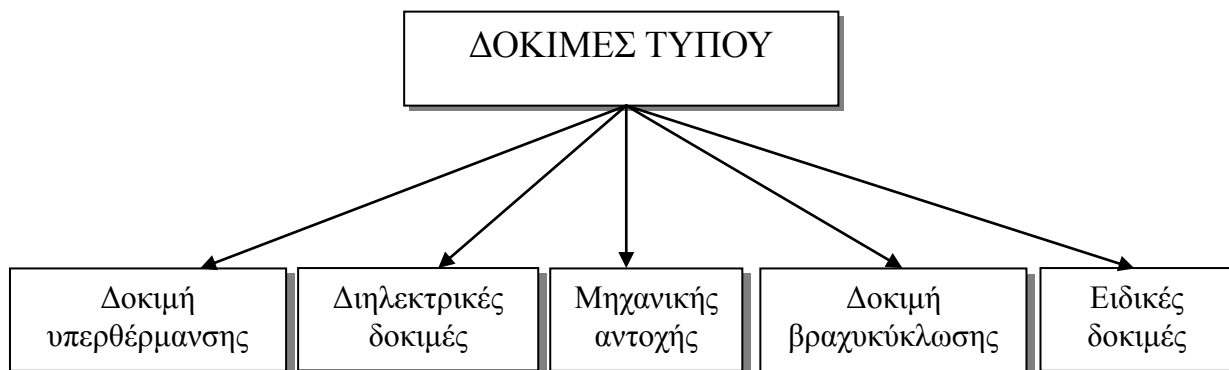 ΔΟΚΙΜΕΣ ΤΥΠΟΥ
Δοκιμή
υπερθέρμανσης
Διηλεκτρικές
δοκιμές
Μηχανικής
αντοχής
Δοκιμή
βραχυκύκλωσης
Ειδικές
δοκιμές